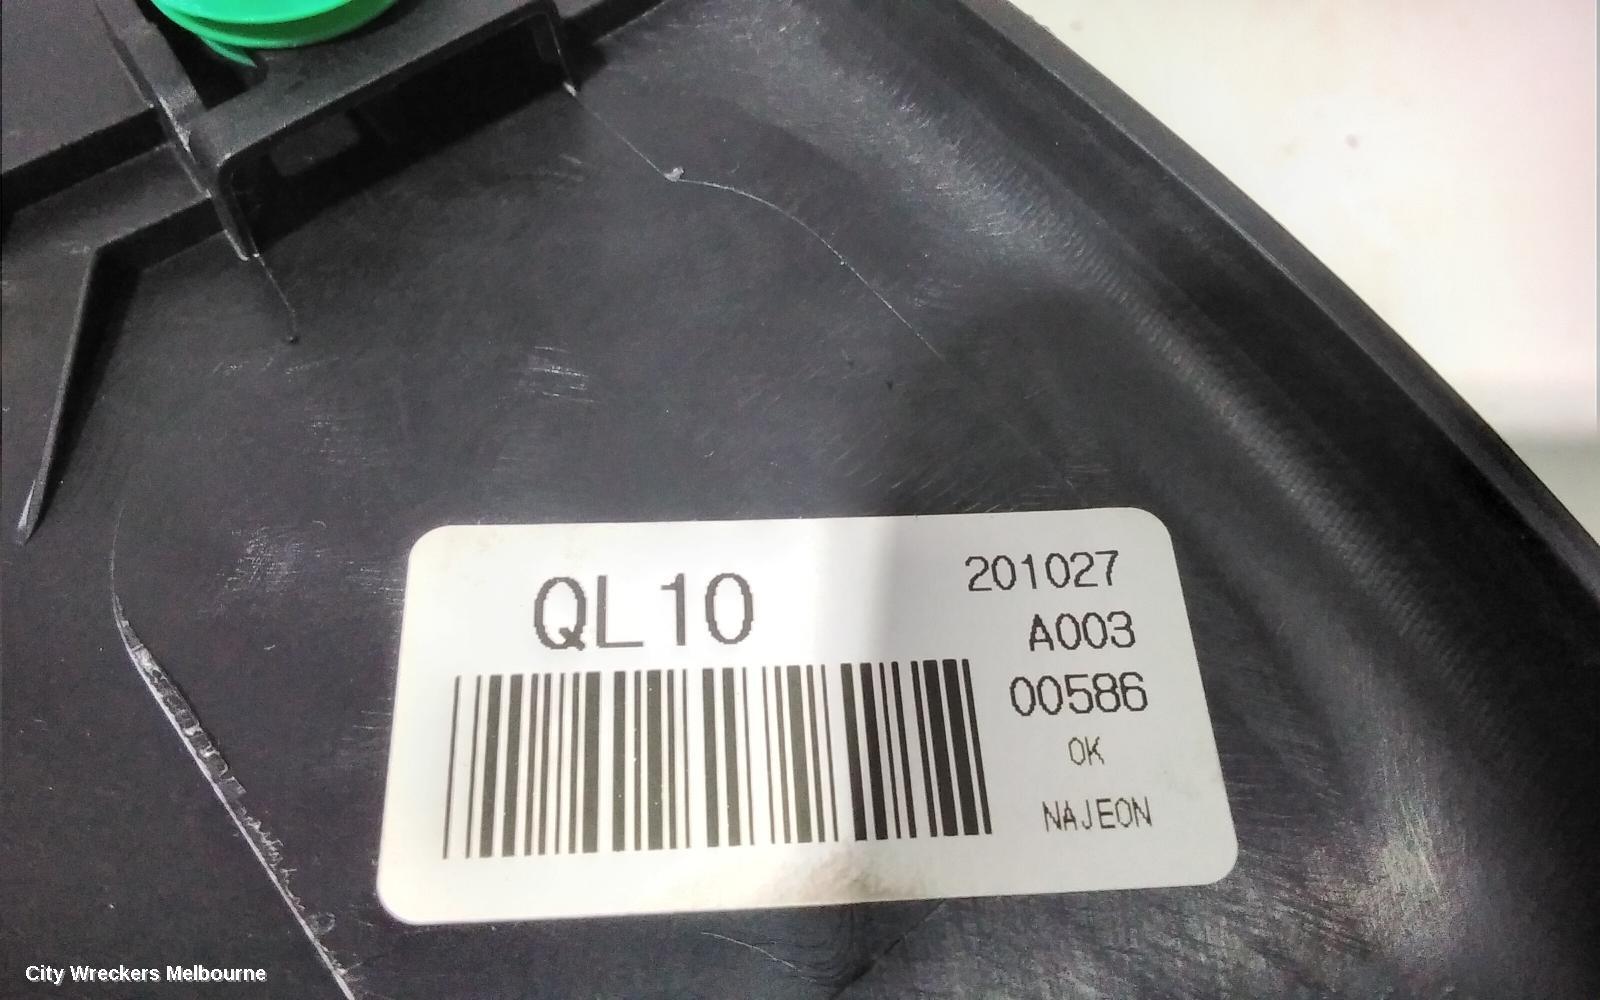 QL10
201027
A003
00586
OK
NAJEON
City Wreckers Melbourne